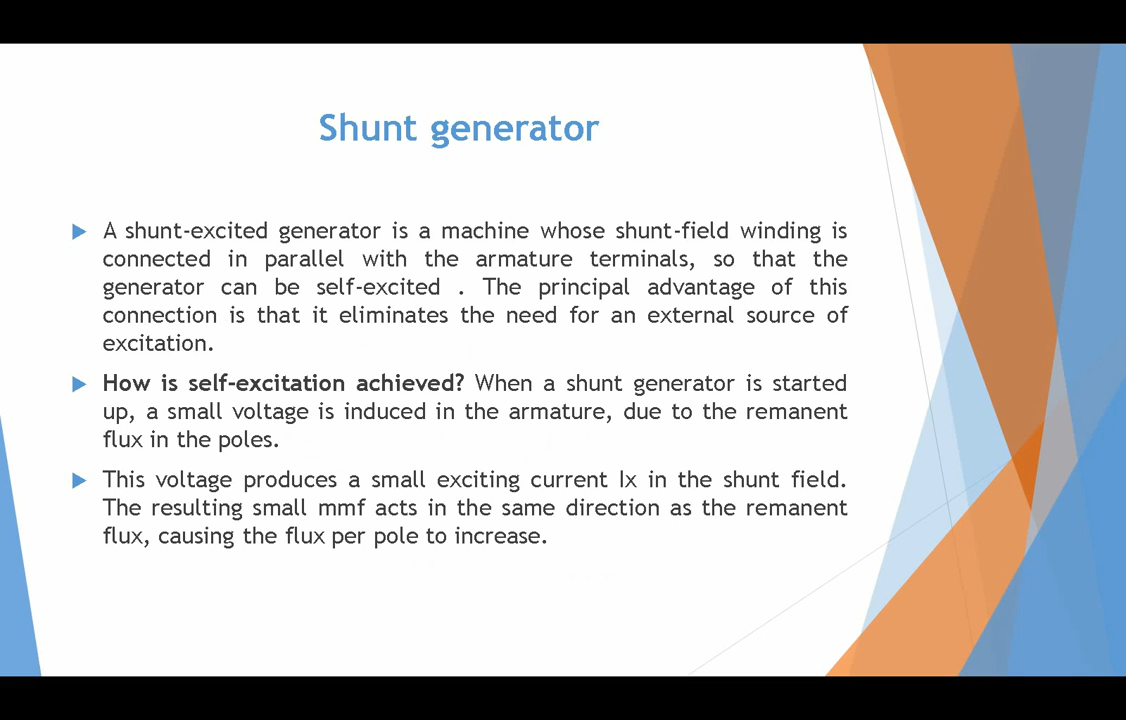 Shunt generator
A shunt-excited generator is a machine whose shunt-field winding is
connected in parallel with the armature terminals, so that the
generator can be self-excited . The principal advantage of this
connection is that it eliminates the need for an external source of
excitation.
How is self-excitation achieved? When a shunt generator is started
up, a small voltage is induced in the armature, due to the remanent
flux in the poles.
This voltage produces a small exciting current Ix in the shunt field.
The resulting small mmf acts in the same direction as the remanent
flux, causing the flux per pole to increase.